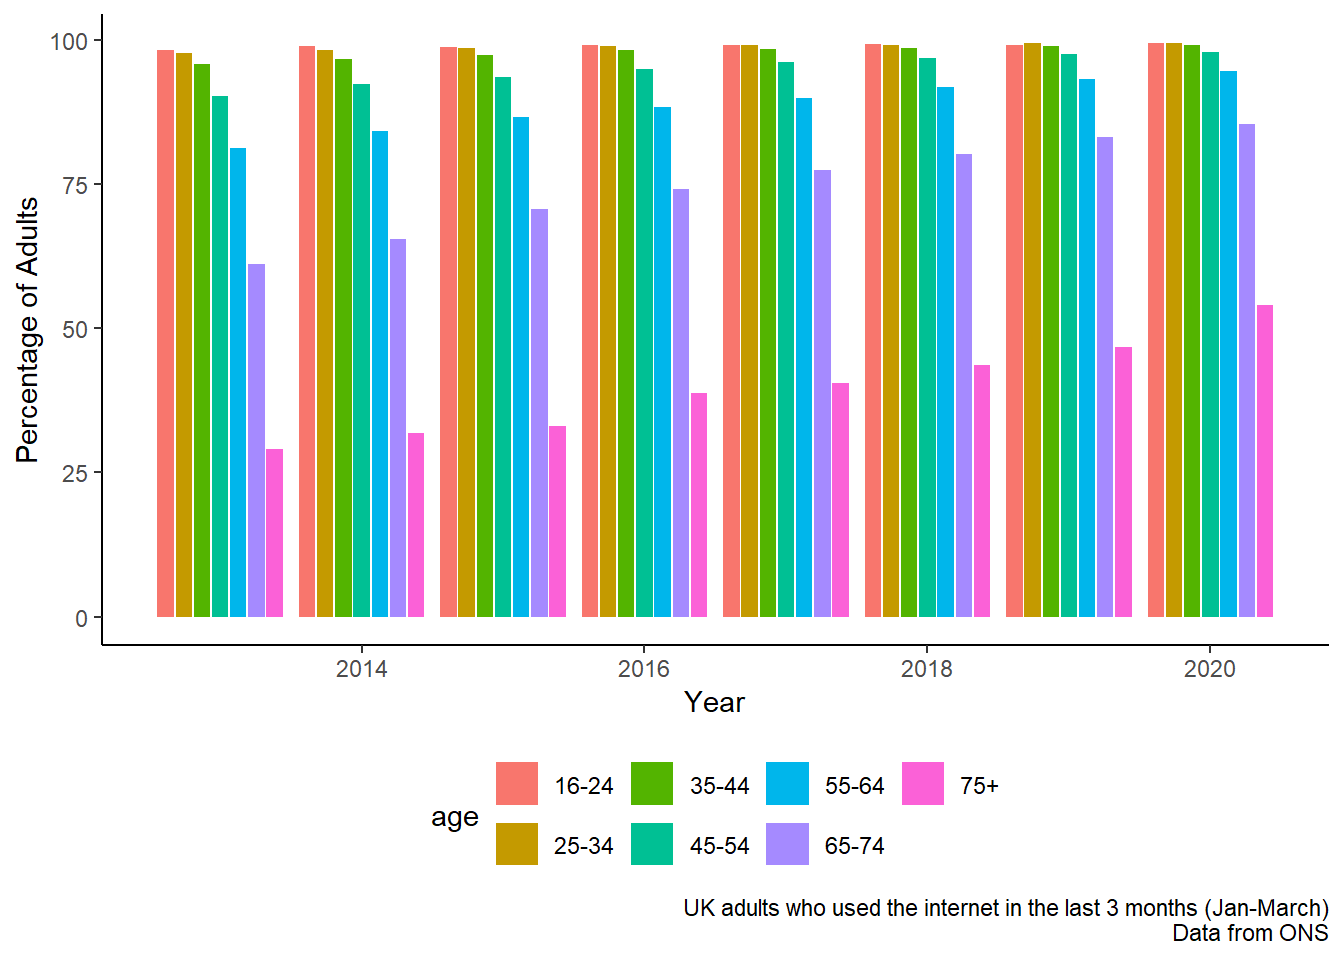 100
75
50
25
0
Percentage of Adults
2014 2016 2018 2020
Year
age
16-24 35-44 55-64 75+
25-34 45-54 65-74
UK adults who used the internet in the last 3 months (Jan-March)
Data from ONS